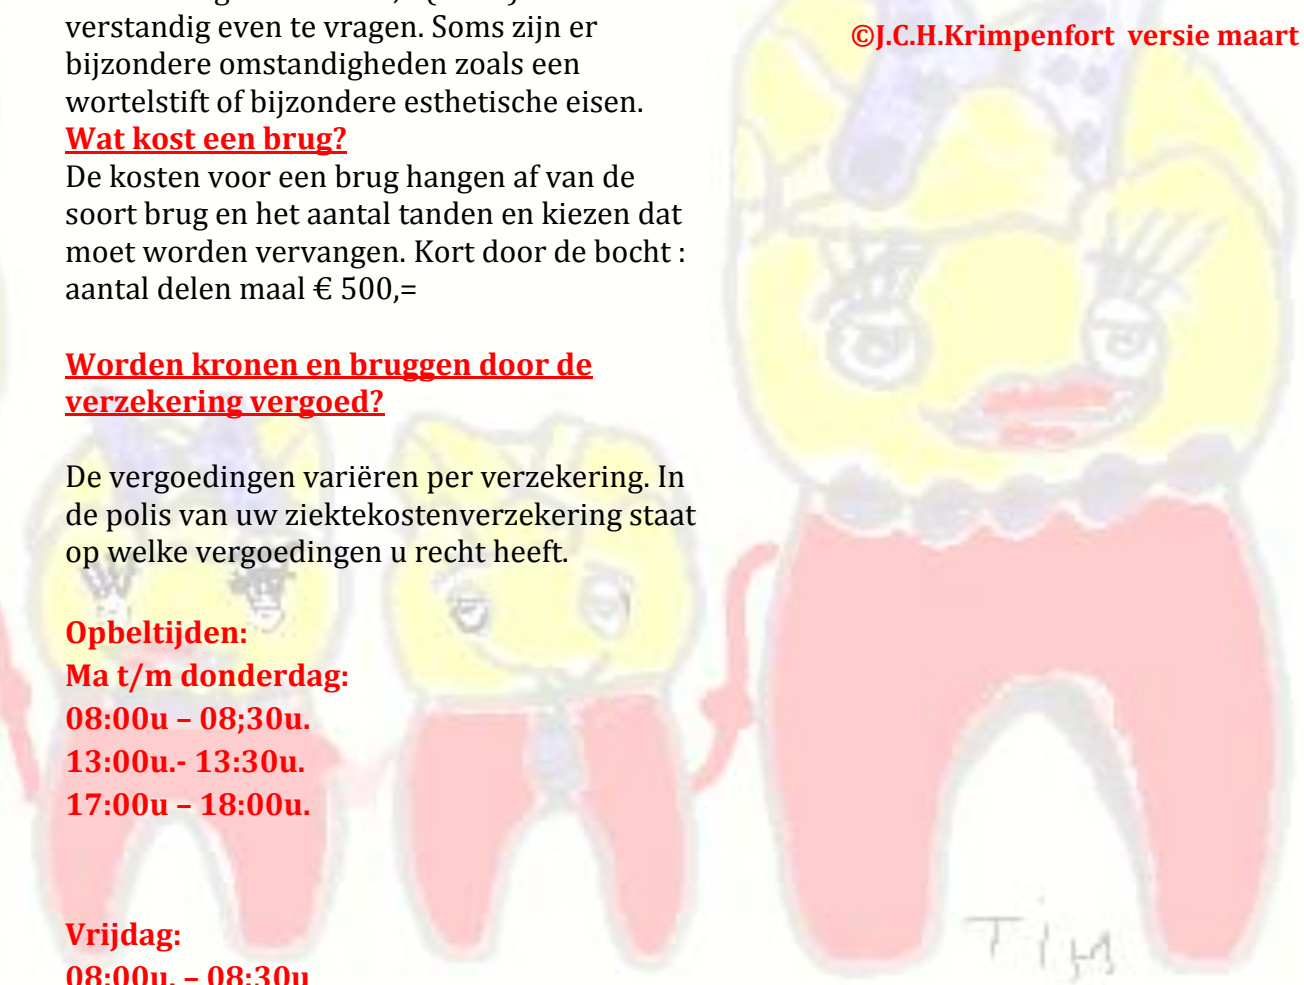 verstandig even te vragen. Soms zijn er
bijzondere omstandigheden zoals een
wortelstift of bijzondere esthetische eisen.
Wat kost een brug?
De kosten voor een brug hangen af van de
soort brug en het aantal tanden en kiezen dat
moet worden vervangen. Kort door de bocht :
aantal delen maal € 500,=
Worden kronen en bruggen door de
verzekering vergoed?
De vergoedingen variëren per verzekering. In
de polis van uw ziektekostenverzekering staat
op welke vergoedingen u recht heeft.
Opbeltijden:
Ma t/m donderdag:
08:00u – 08;30u.
13:00u.- 13:30u.
17:00u – 18:00u.
Vrijdag:
08:00u. – 08:30u
©J.C.H.Krimpenfort versie maart
TiM